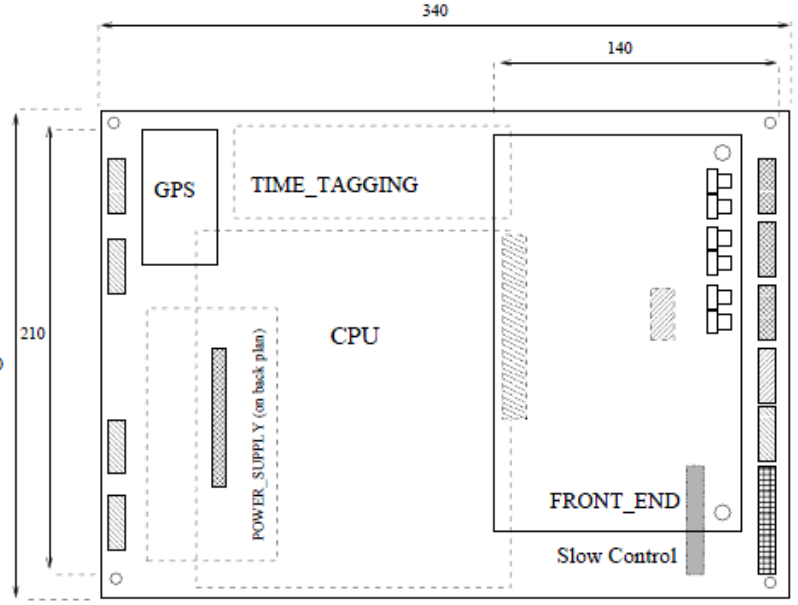 340
140
GPS
TIME_TAGGING
210
CPU
POWER_SUPPLY (on back plan)
FRONT_END
Slow Control